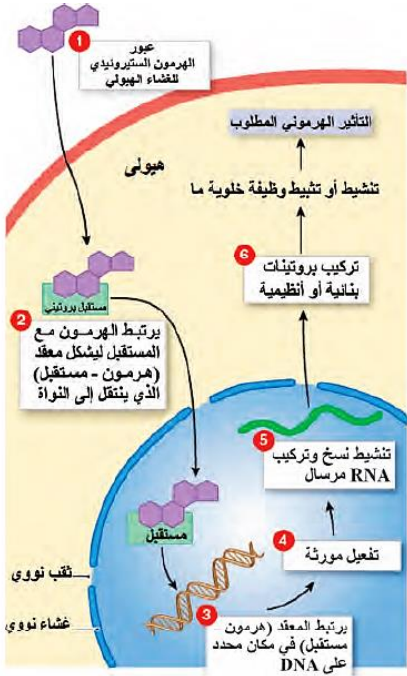 1
عبور
الهرمون الستيروئيدي
للغشاء الهيولي
هيولى
مستقبل بروتيني
2
يرتبط الهرمون مع
المستقبل ليشكل معقد
(هرمون - مستقبل)
الذي ينتقل إلى النواة
مستقبل
3
يرتبط المعقد (هرمون
مستقبل) في مكان محدد
على DNA
4
تفعيل مورثة
5
تنشيط نسخ وتركيب
RNA مرسال
6
تركيب بروتينات
بنائية أو أنظيمية
تنشيط أو تثبيط وظيفة خلوية ما
التأثير الهرموني المطلوب
ثقب نووي
غشاء نووي